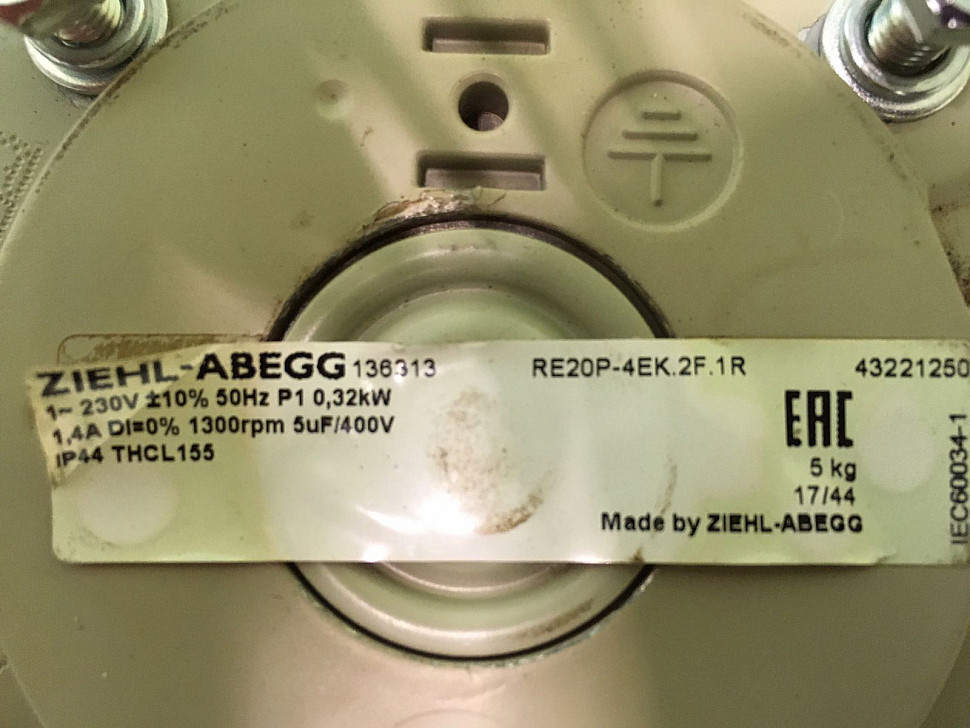 ZIEHL-ABEGG 136313 RE20P-4EK.2F.1R 43221250
1~ 230V ±10% 50Hz P1 0,32kW
1,4A DI=0% 1300rpm 5uF/400V
IP44 THCL155
EAC
5 kg
17/44
Made by ZIEHL-ABEGG
IEC60034-1